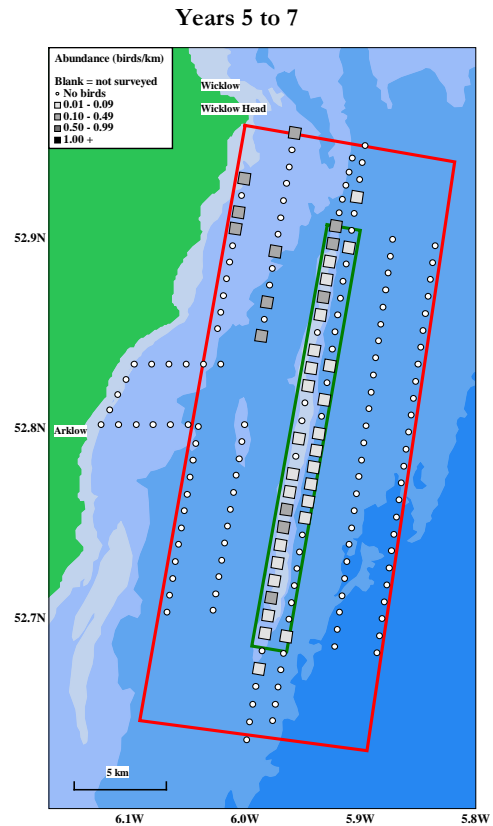 Years 5 to 7
Abundance (birds/km)
Blank = not surveyed
No birds
0.01 - 0.09
0.10 - 0.49
0.50 - 0.99
1.00 +
Wicklow
Wicklow Head
52.9N
52.8N
Arklow
52.7N
5 km
6.1W 6.0W 5.9W 5.8W